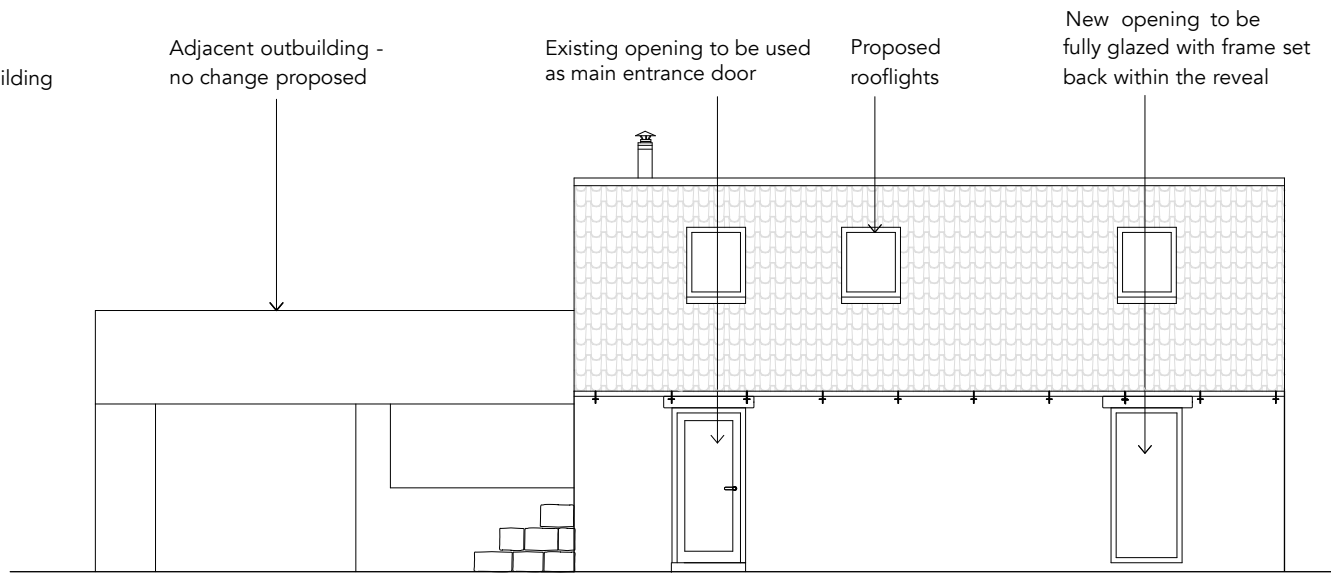 ilding
Adjacent outbuilding -
no change proposed
Existing opening to be used
as main entrance door
Proposed
rooflights
New opening to be
fully glazed with frame set
back within the reveal